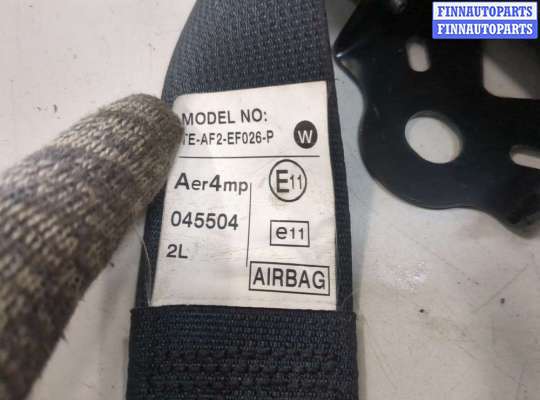 FINNAUTOPARTS
FINNAUTOPARTS
MODEL NO:
TE-AF2-EF026-P
W
Aer4mp
E11
045504
e11
2L
AIRBAG